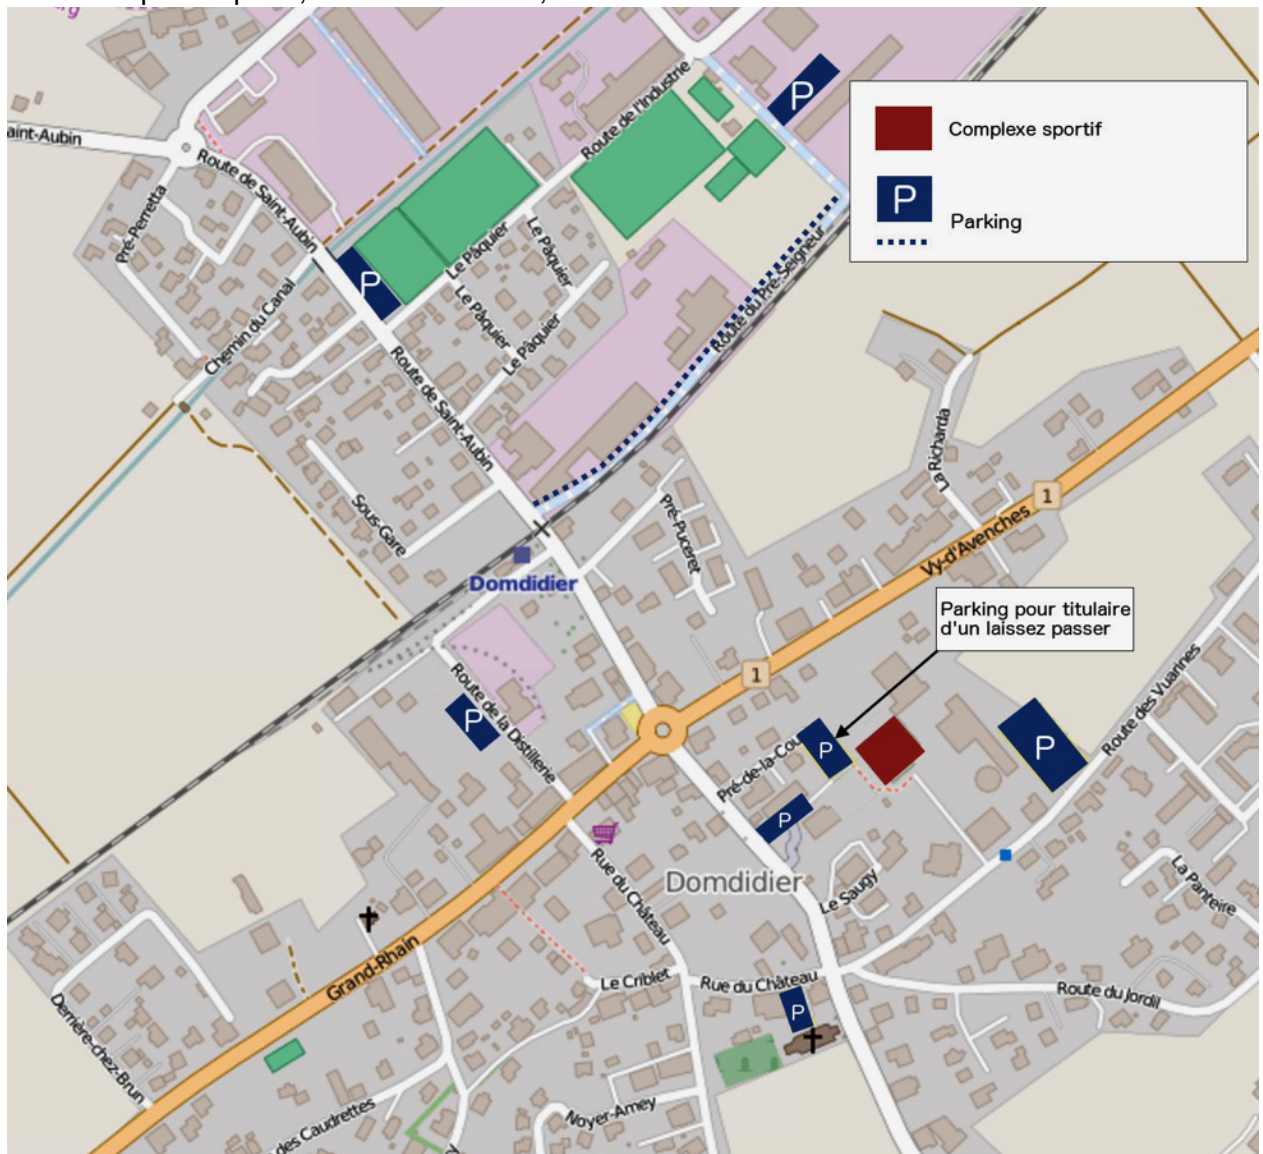 Complexe sportif
P
Parking
P
P
aint-Aubin
Route de Saint-Aubin
Route de l'Industrie
Pré-Perretta
Le Pâquier
Le Pâquier
Le Pâquier
Le Pâquier
Chemin du Canal
Route du Pré-Seigneur
Route de Saint-Aubin
La Richarda
Sous-Gare
Pré-Puceret
1
Vy-d'Avenches
Domdidier
Parking pour titulaire
d'un laissez passer
1
Route de la Distillerie
P
Pré-de-la-Cou
P
P
Route des Vuarines
P
Rue du Château
Domdidier
Le Saugy
La Panteire
Grand-Rhain
Le Criblet
Rue du Château
Route du Jordil
P
Derrière-chez-Brun
des Caudrettes
Noyer-Amey